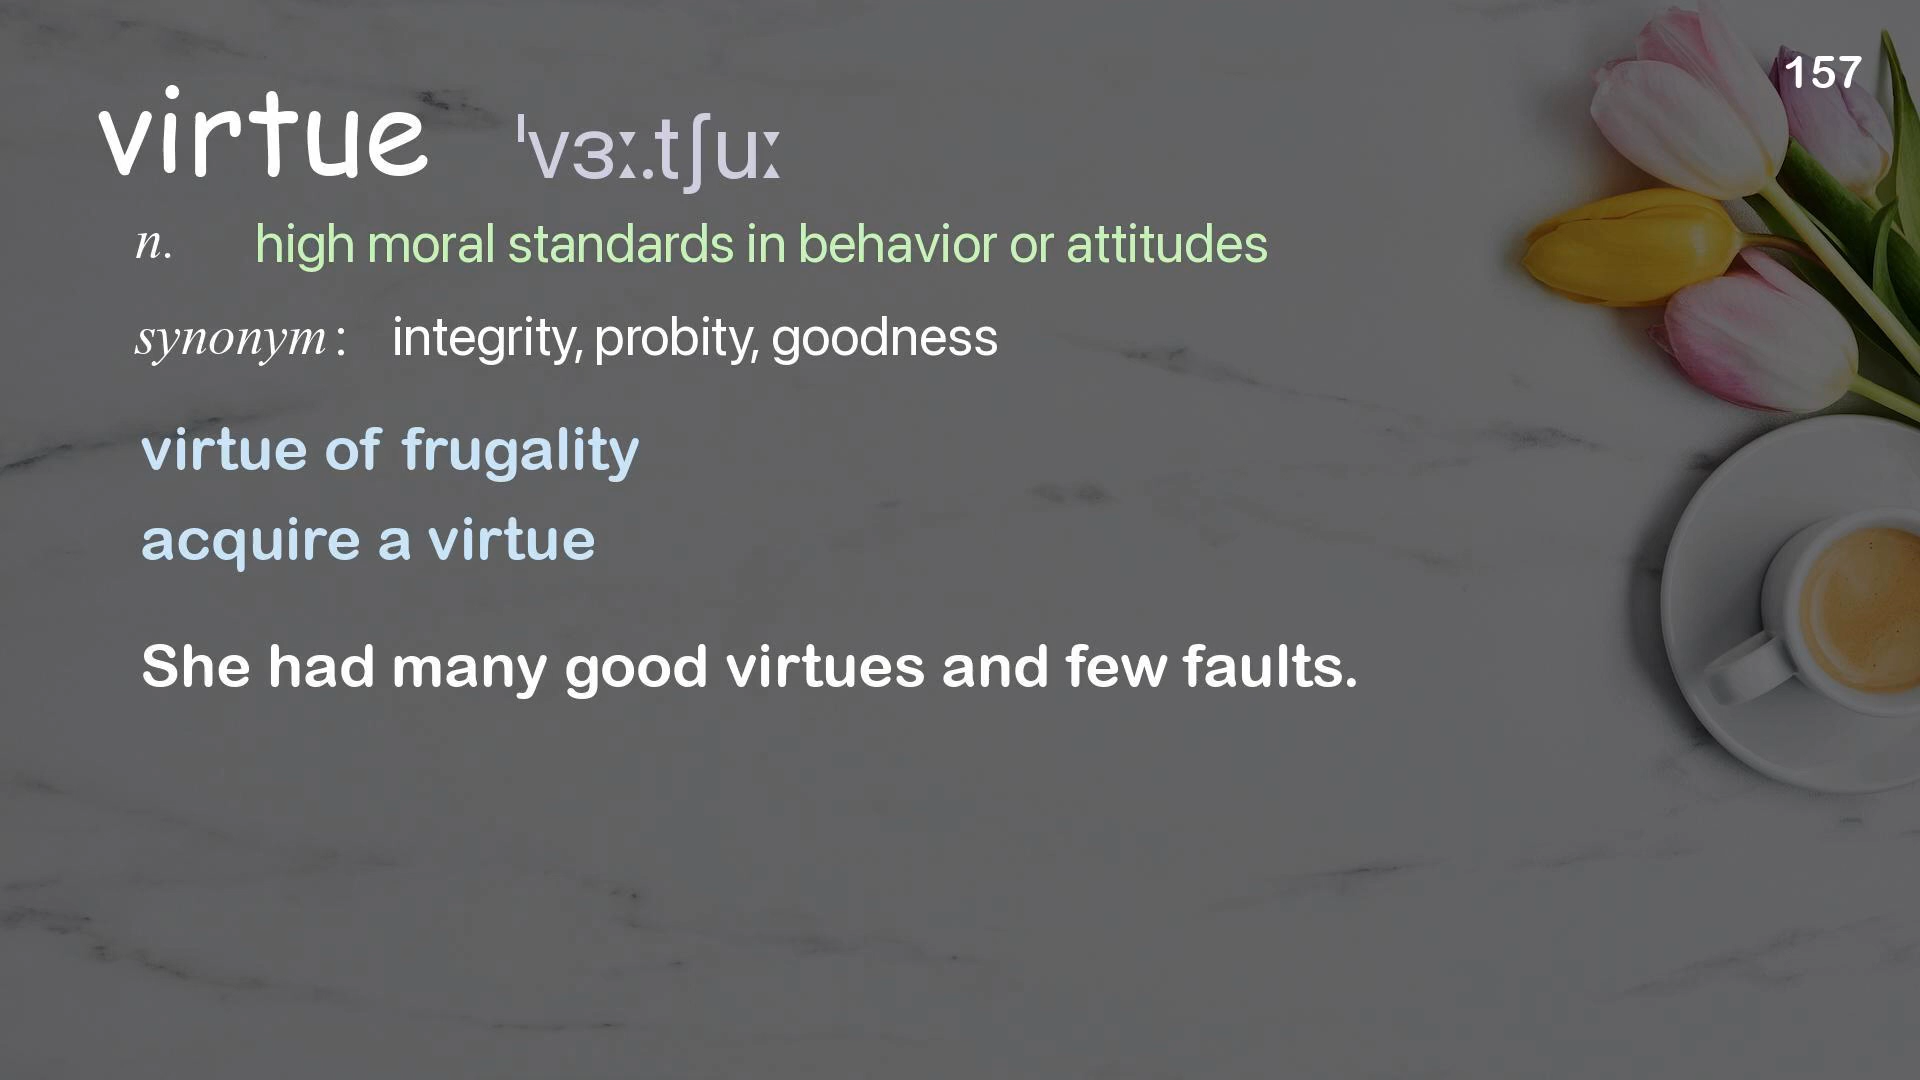 157
virtue ˈvɜː.tʃuː
n. high moral standards in behavior or attitudes
synonym: integrity, probity, goodness
virtue of frugality
acquire a virtue
She had many good virtues and few faults.